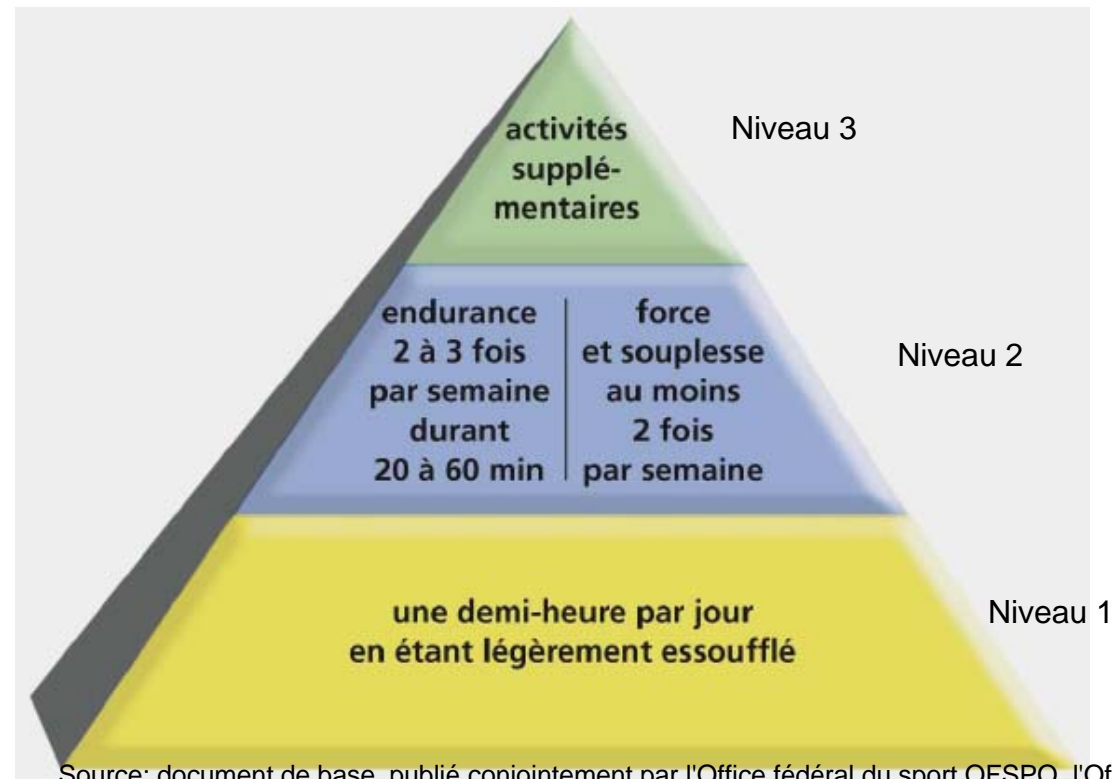 activités
supplé-
mentaires
Niveau 3
endurance
2 à 3 fois
par semaine
durant
20 à 60 min
force
et souplesse
au moins
2 fois
par semaine
Niveau 2
une demi-heure par jour
en étant légèrement essoufflé
Niveau 1
Source: document de base, publié conjointement par l'Office fédéral du sport OFSPO, l'Of